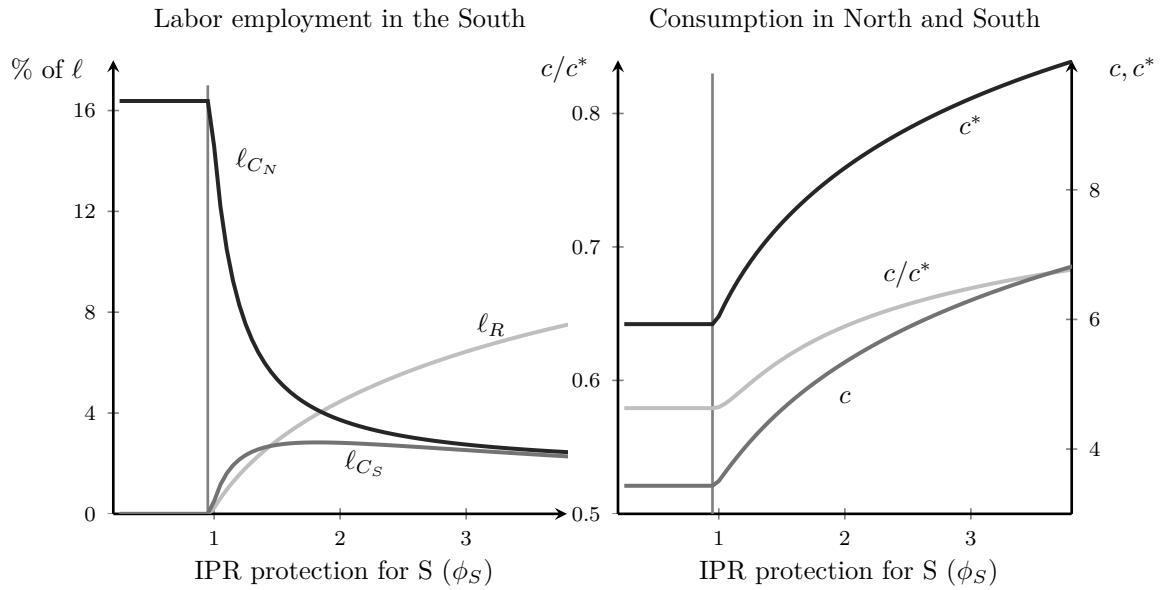 Labor employment in the South
% of ℓ
16
12
8
4
0
1
2
3
ℓ_{C_N}
ℓ_R
ℓ_{C_S}
IPR protection for S (ϕ_S)
Consumption in North and South
c/c*
c, c*
0.8
0.7
0.6
0.5
8
6
4
1
2
3
c*
c/c*
c
IPR protection for S (ϕ_S)